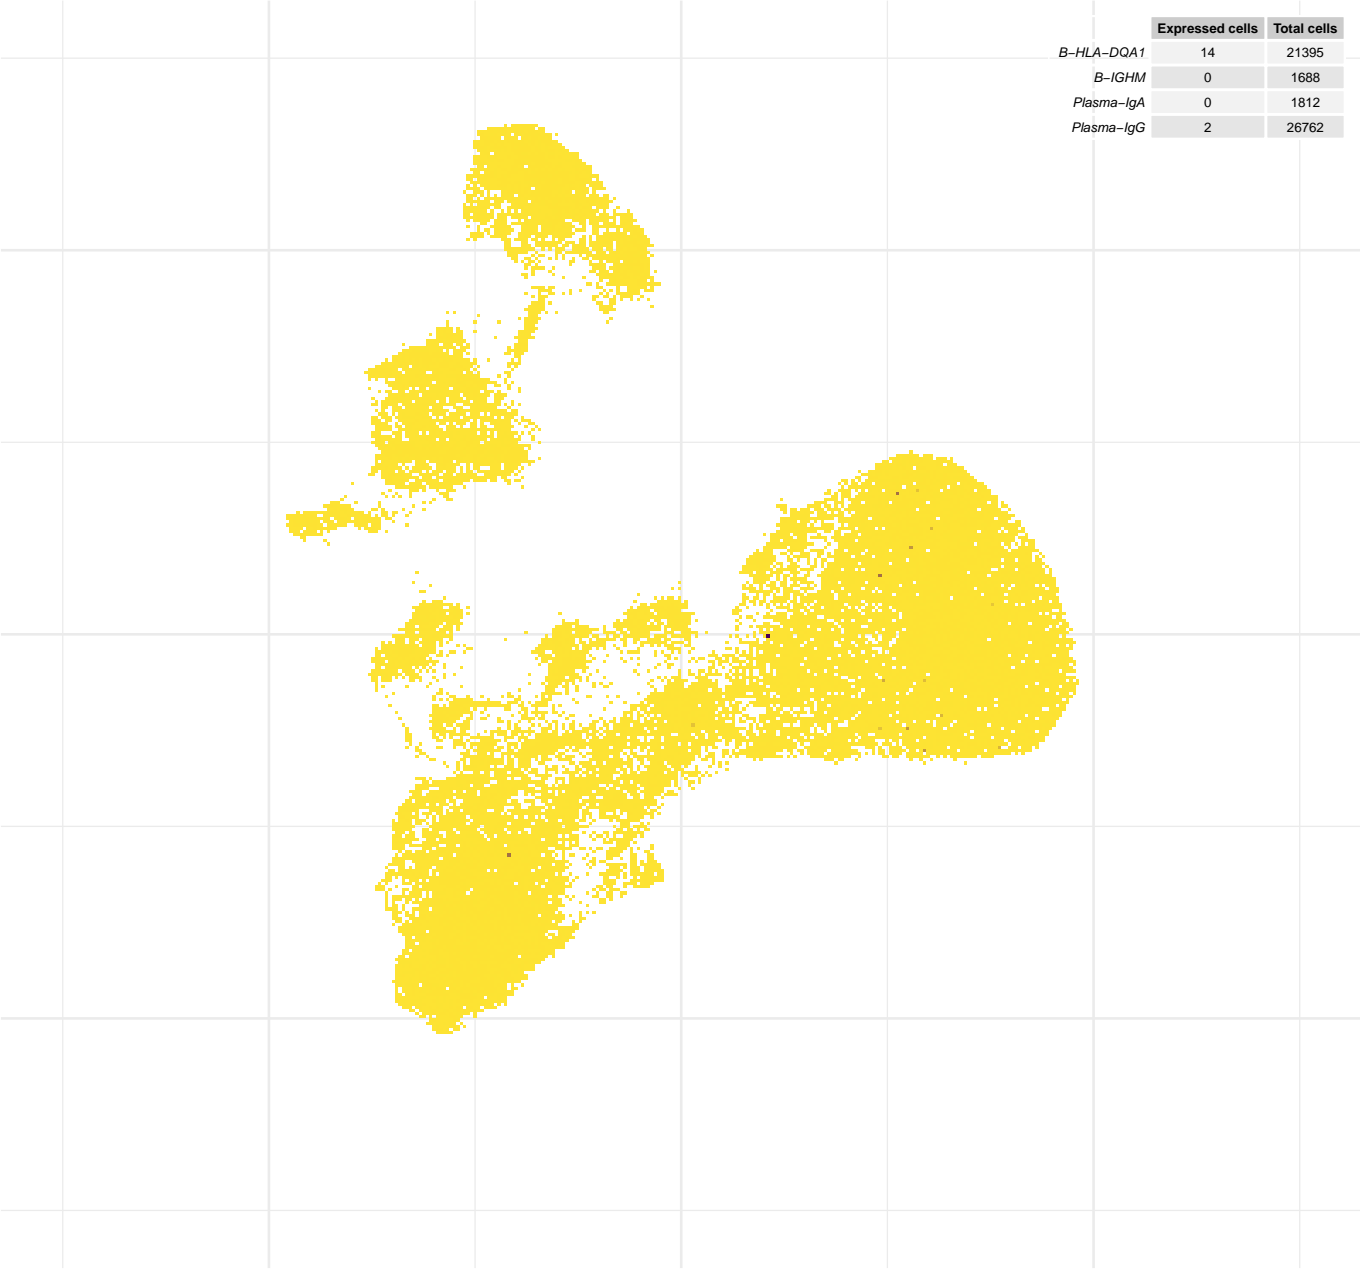 Expressed cells Total cells
B−HLA−DQA1 14 21395
B−IGHM 0 1688
Plasma−IgA 0 1812
Plasma−IgG 2 26762